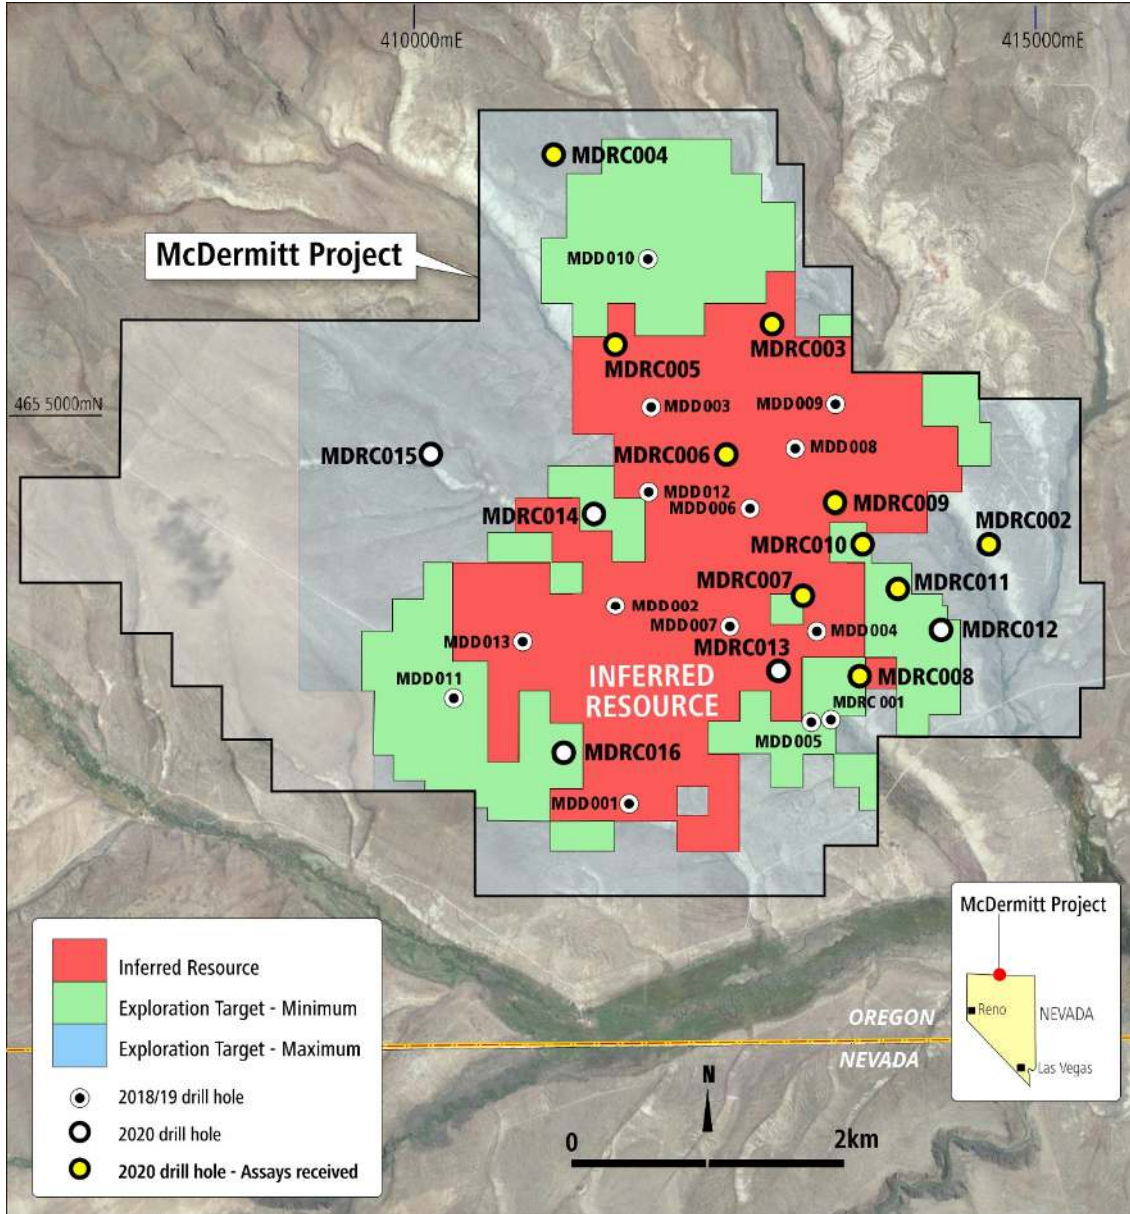 410000mE
415000mE
MDRC004
McDermitt Project
MDD010
MDRC003
MDRC005
465 5000mN
MDD003
MDD009
MDRC015
MDRC006
MDD008
MDD012
MDD006
MDRC009
MDRC014
MDRC002
MDRC010
MDRC007
MDRC011
MDD002
MDD007
MDD004
MDRC012
MDD013
MDRC013
INFERRED
RESOURCE
MDRC008
MDD011
MDRC 001
MDD005
MDRC016
MDD001
McDermitt Project
Reno
NEVADA
Las Vegas
Inferred Resource
Exploration Target - Minimum
Exploration Target - Maximum
2018/19 drill hole
2020 drill hole
2020 drill hole - Assays received
OREGON
NEVADA
N
0
2km